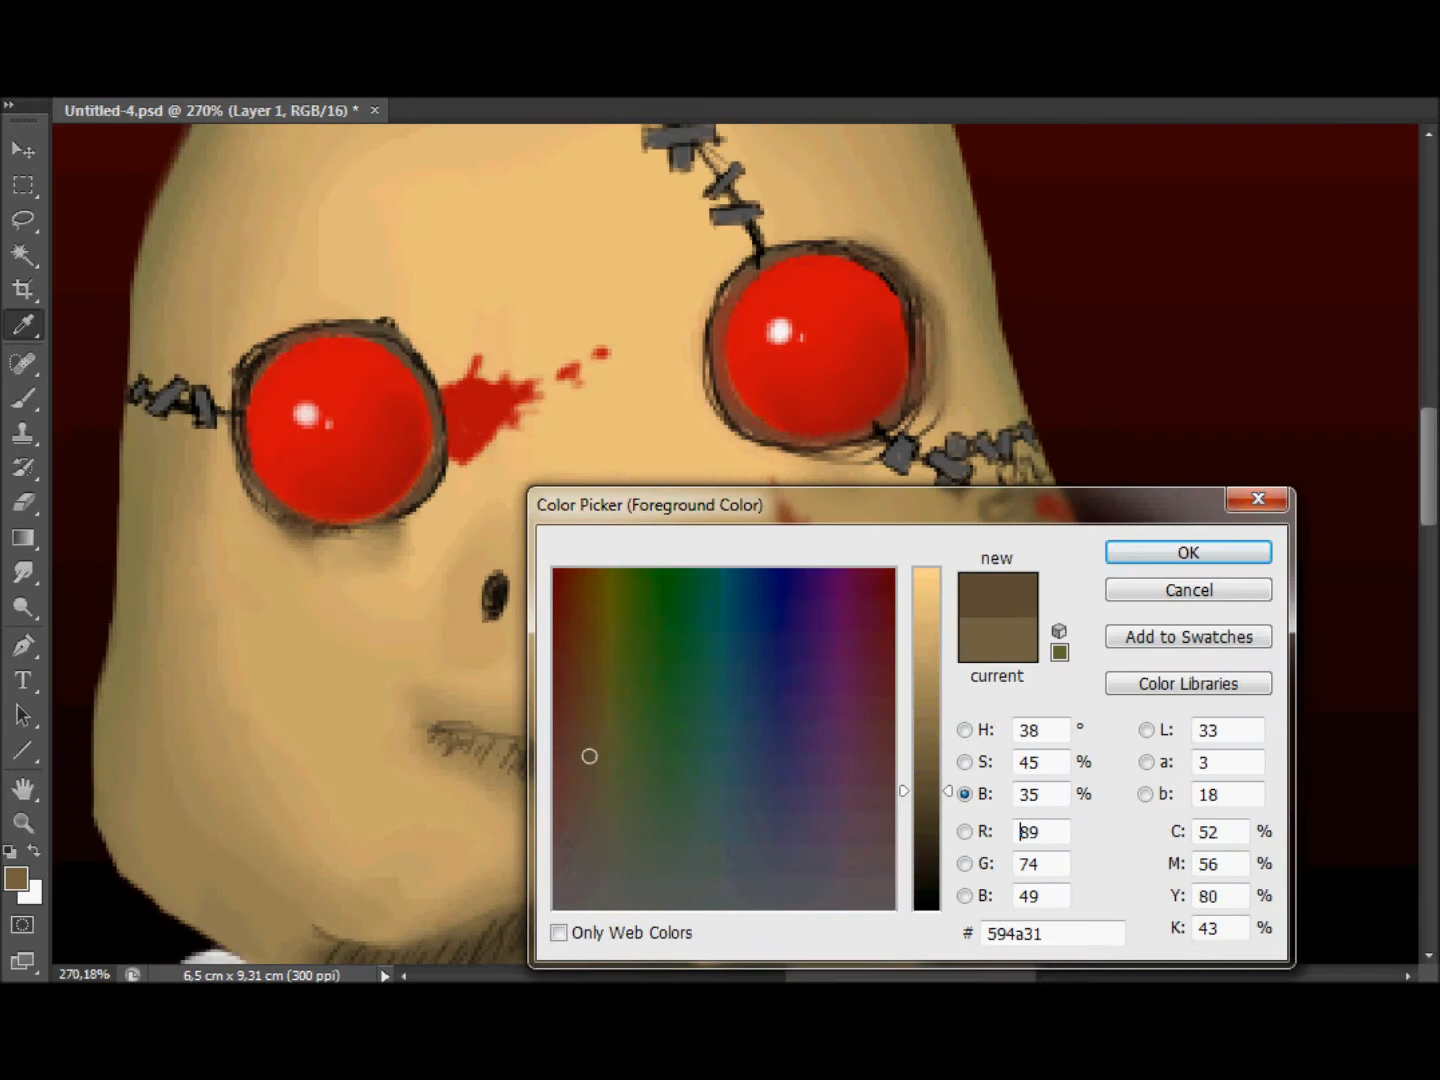 Untitled-4.psd @ 270% (Layer 1, RGB/16) * ×
Color Picker (Foreground Color)
new
current
OK
Cancel
Add to Swatches
Color Libraries
H: 38 °
L: 33
S: 45 %
a: 3
B: 35 %
b: 18
R: 89
C: 52 %
G: 74
M: 56 %
B: 49
Y: 80 %
# 594a31
K: 43 %
Only Web Colors
T
270,18%
6,5 cm x 9,31 cm (300 ppi)